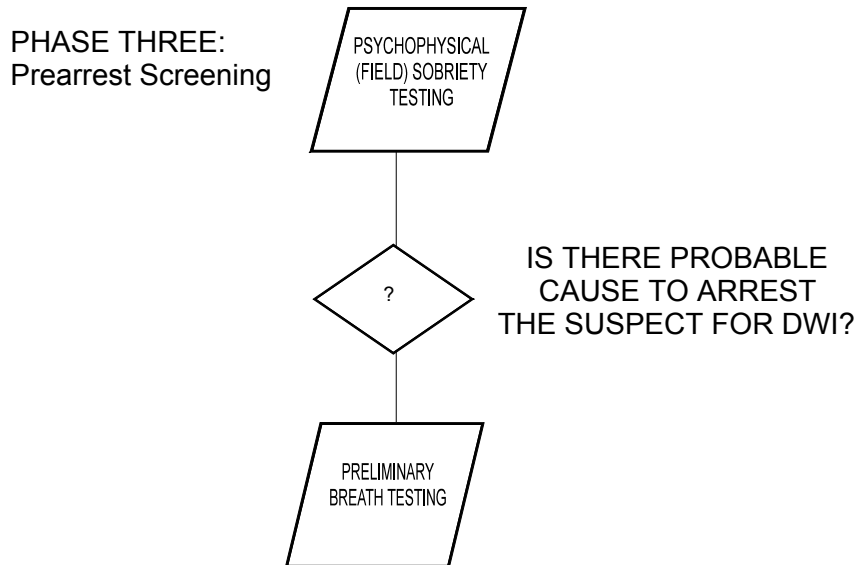 PHASE THREE:
Prearrest Screening
PSYCHOPHYSICAL
(FIELD) SOBRIETY
TESTING
?
IS THERE PROBABLE
CAUSE TO ARREST
THE SUSPECT FOR DWI?
PRELIMINARY
BREATH TESTING